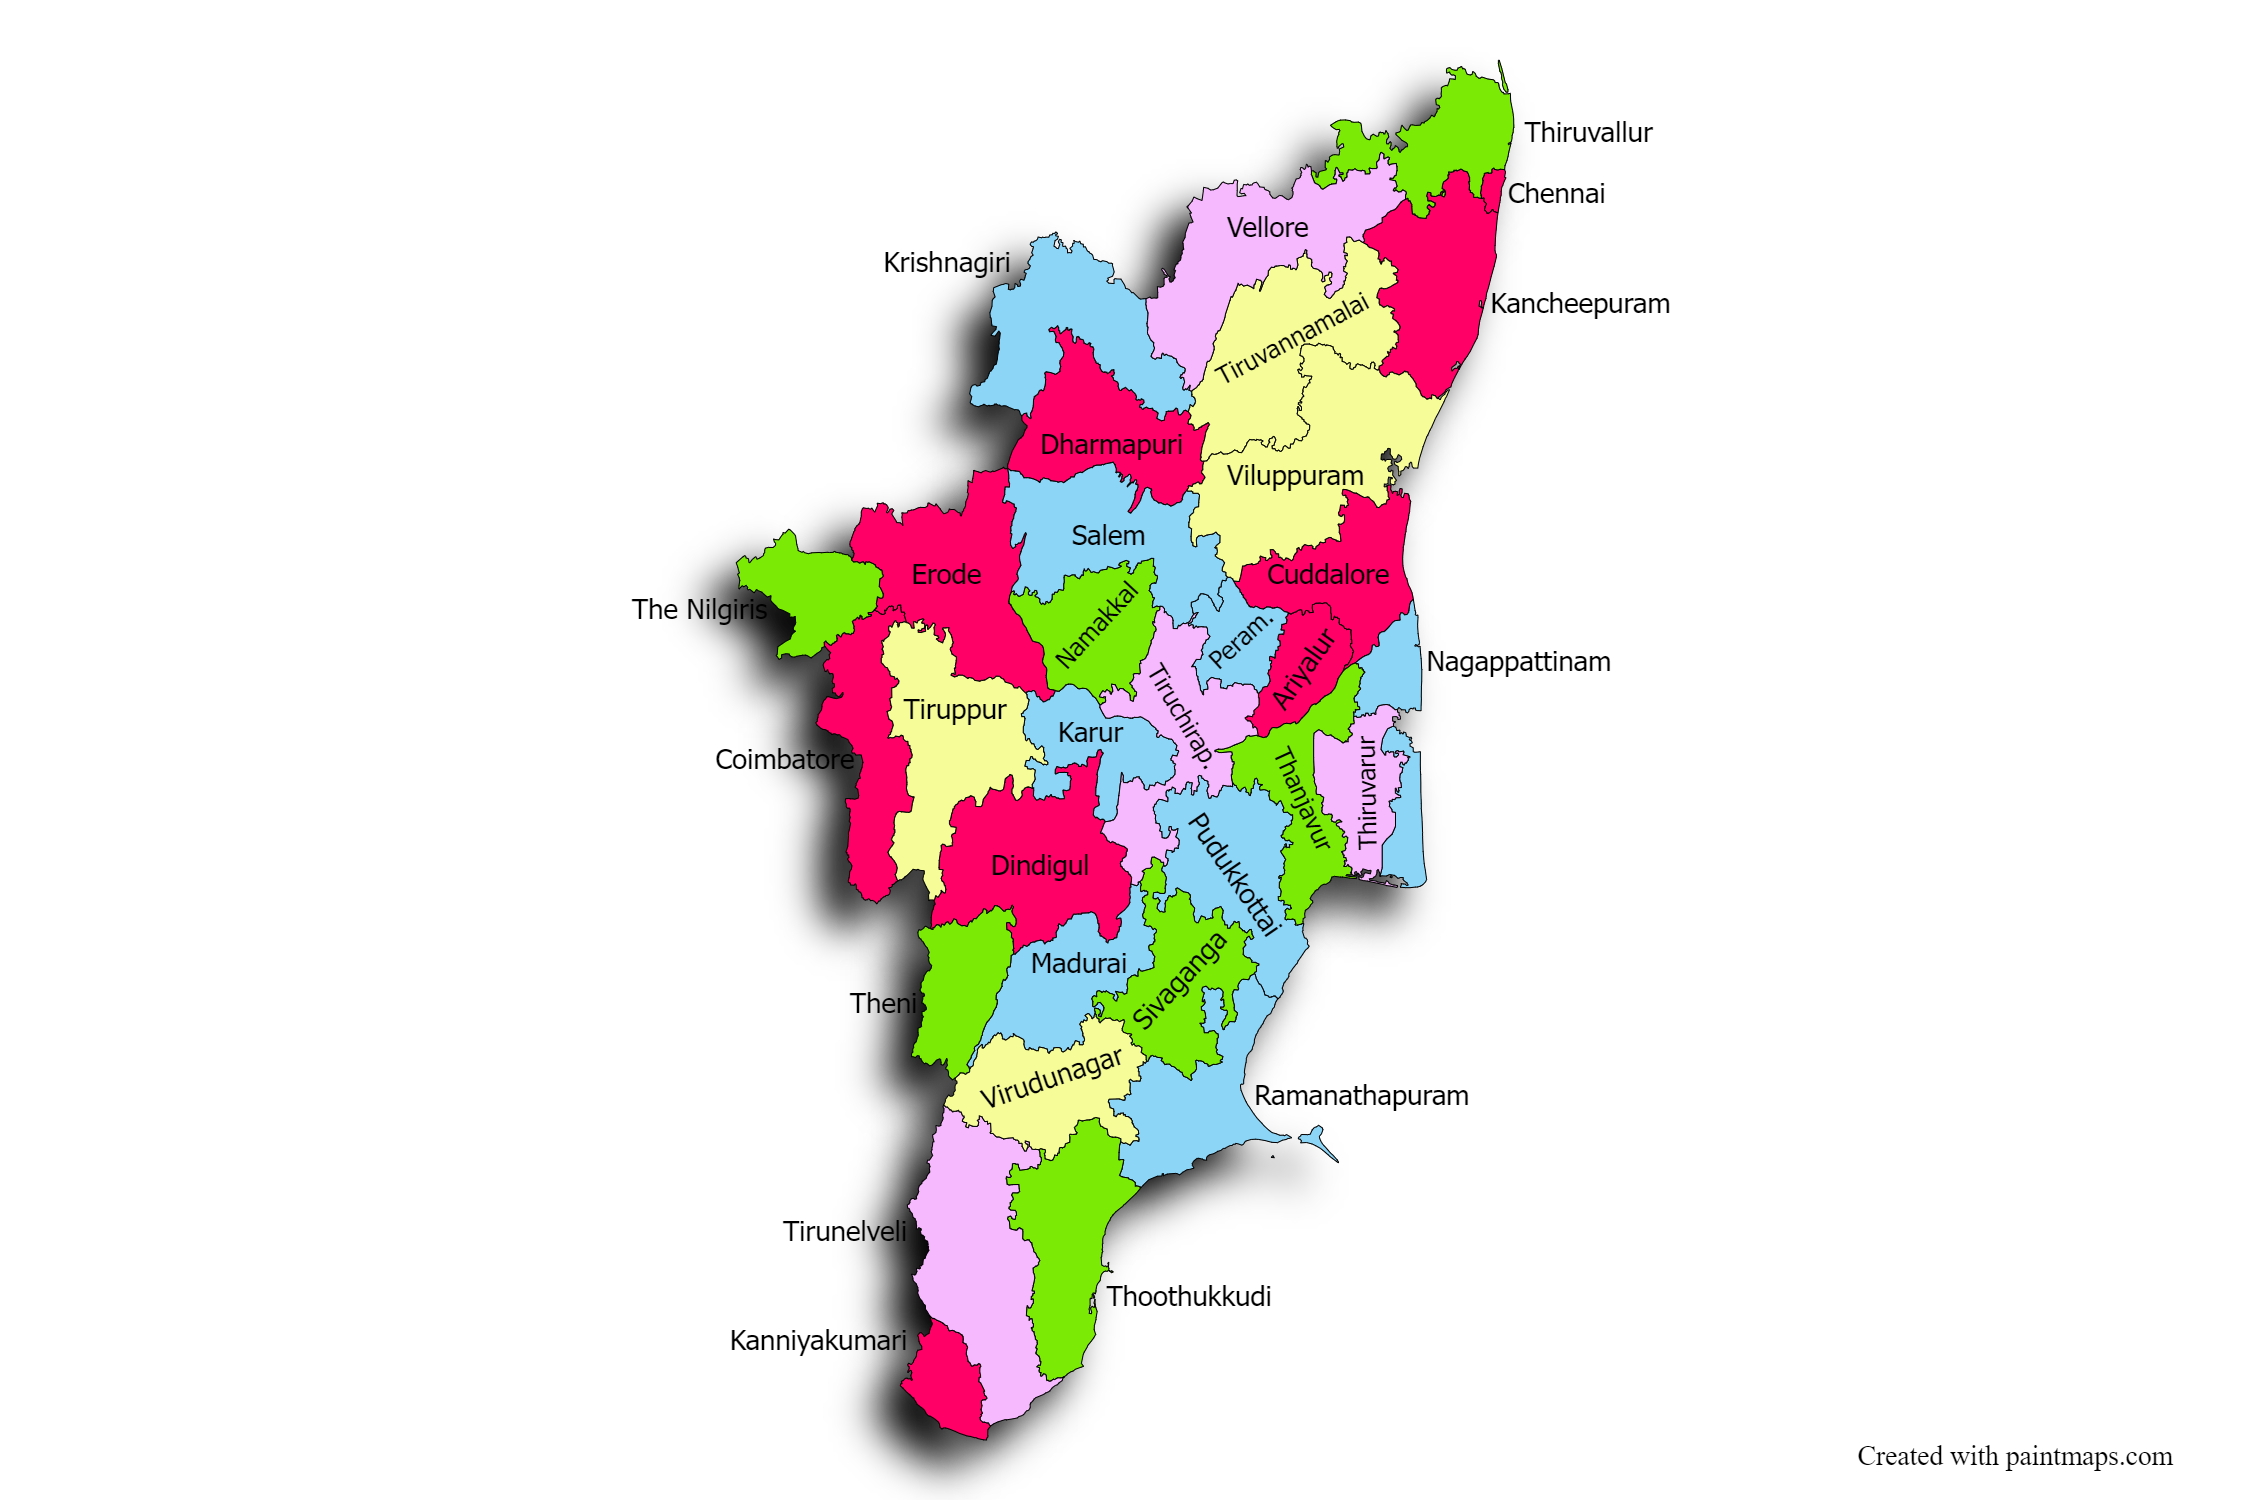 Thiruvallur
Chennai
Vellore
Krishnagiri
Kancheepuram
Tiruvannamalai
Dharmapuri
Viluppuram
Salem
Erode
Cuddalore
The Nilgiris
Namakkal
Peram.
Ariyalur
Nagappattinam
Tiruppur
Tiruchirap.
Karur
Coimbatore
Thanjavur
Thiruvarur
Dindigul
Pudukkottai
Madurai
Sivaganga
Theni
Virudunagar
Ramanathapuram
Tirunelveli
Thoothukkudi
Kanniyakumari
Created with paintmaps.com